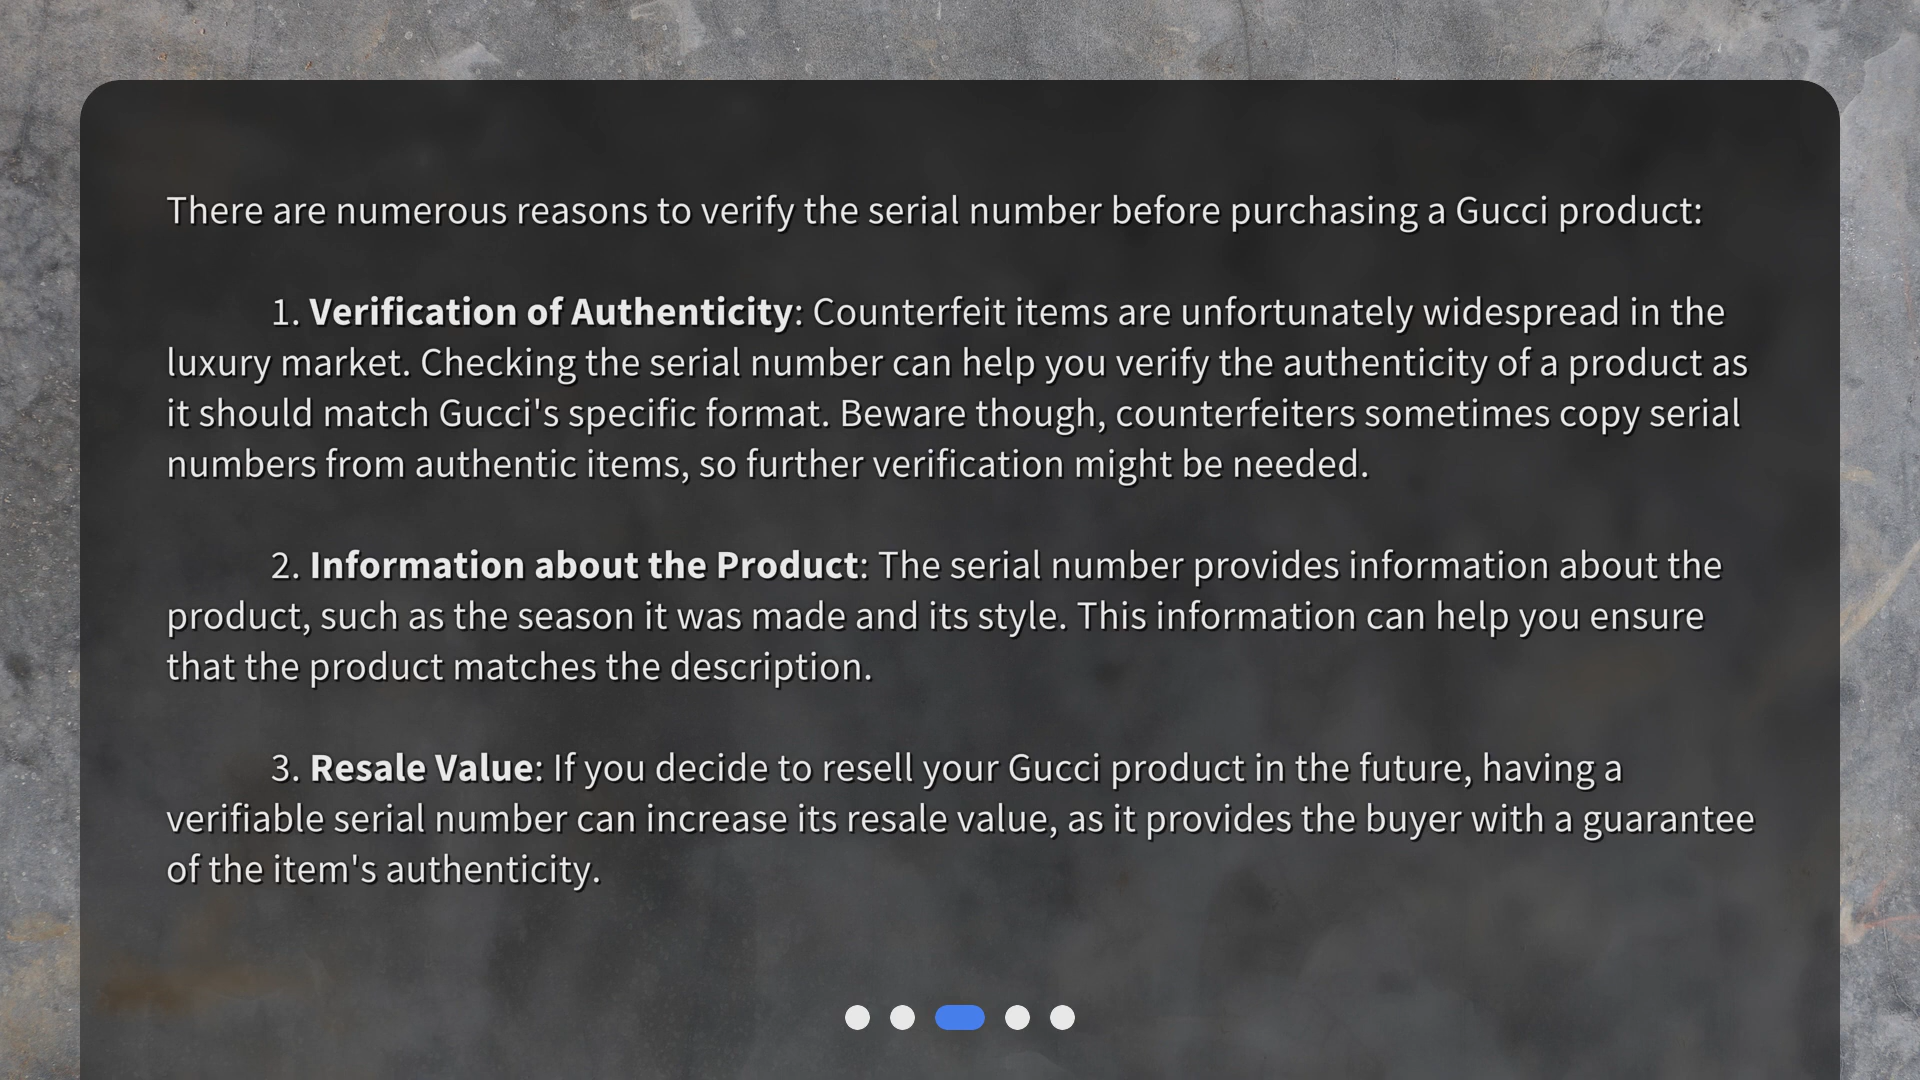 There are numerous reasons to verify the serial number before purchasing a Gucci product:
1. Verification of Authenticity: Counterfeit items are unfortunately widespread in the
luxury market. Checking the serial number can help you verify the authenticity of a product as
it should match Gucci's specific format. Beware though, counterfeiters sometimes copy serial
numbers from authentic items, so further verification might be needed.
2. Information about the Product: The serial number provides information about the
product, such as the season it was made and its style. This information can help you ensure
that the product matches the description.
3. Resale Value: If you decide to resell your Gucci product in the future, having a
verifiable serial number can increase its resale value, as it provides the buyer with a guarantee
of the item's authenticity.